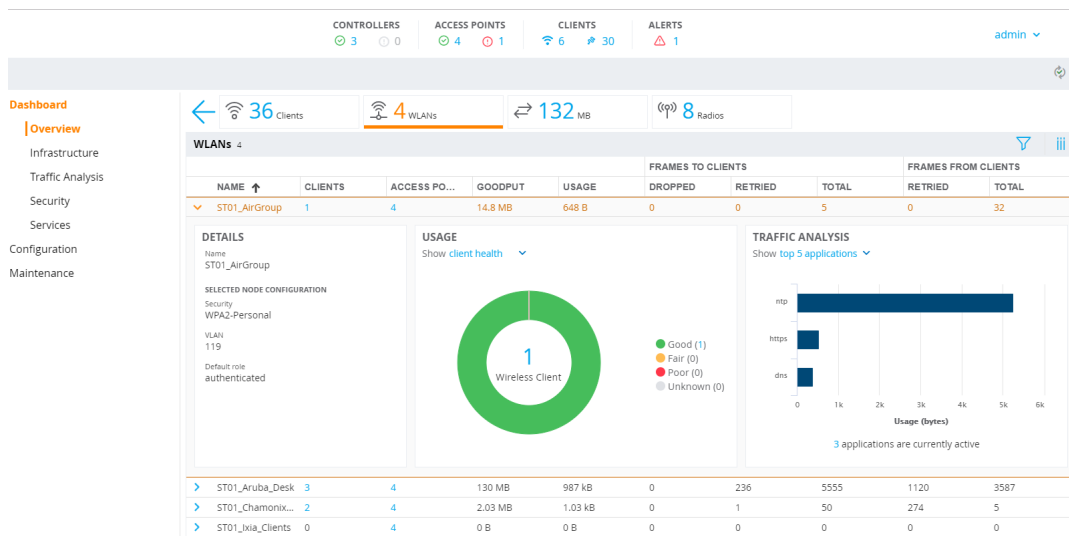 CONTROLLERS ACCESS POINTS CLIENTS ALERTS
3 0 4 1 6 30 1 admin
Dashboard
Overview
Infrastructure
Traffic Analysis
Security
Services
Configuration
Maintenance
36 Clients 4 WLANs 132 MB 8 Radios
WLANs 4
FRAMES TO CLIENTS FRAMES FROM CLIENTS
NAME CLIENTS ACCESS PO... GOODPUT USAGE DROPPED RETRIED TOTAL RETRIED TOTAL
ST01_AirGroup 1 4 14.8 MB 648 B 0 0 5 0 32
DETAILS
Name
ST01_AirGroup
SELECTED NODE CONFIGURATION
Security
WPA2-Personal
VLAN
119
Default role
authenticated
USAGE
Show client health
1
Wireless Client
Good (1)
Fair (0)
Poor (0)
Unknown (0)
TRAFFIC ANALYSIS
Show top 5 applications
ntp
https
dns
0 1k 2k 3k 4k 5k 6k
Usage (bytes)
3 applications are currently active
ST01_Aruba_Desk 3 4 130 MB 987 kB 0 236 5555 1120 3587
ST01_Chamonix... 2 4 2.03 MB 1.03 kB 0 1 50 274 5
ST01_Ixia_Clients 0 4 0 B 0 B 0 0 0 0 0